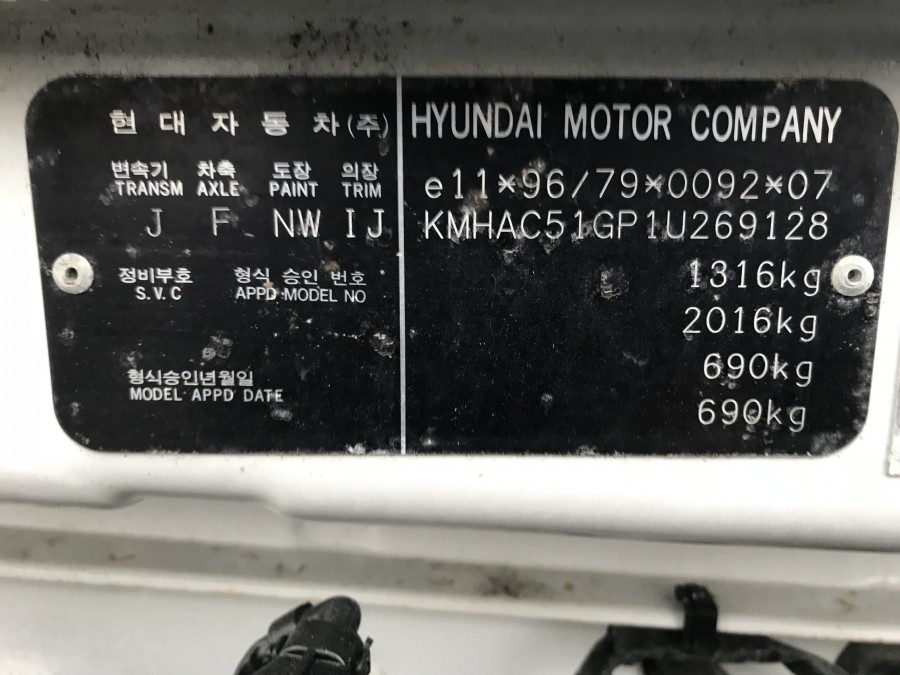 현대자동차(주)
변속기 차축 도장 의장
TRANSM AXLE PAINT TRIM
J F NW IJ
정비부호 형식 승인 번호
S.V.C APPD MODEL NO
형식승인년월일
MODEL APPD DATE
HYUNDAI MOTOR COMPANY
e11*96/79*0092*07
KMHAC51GP1U269128
1316kg
2016kg
690kg
690kg